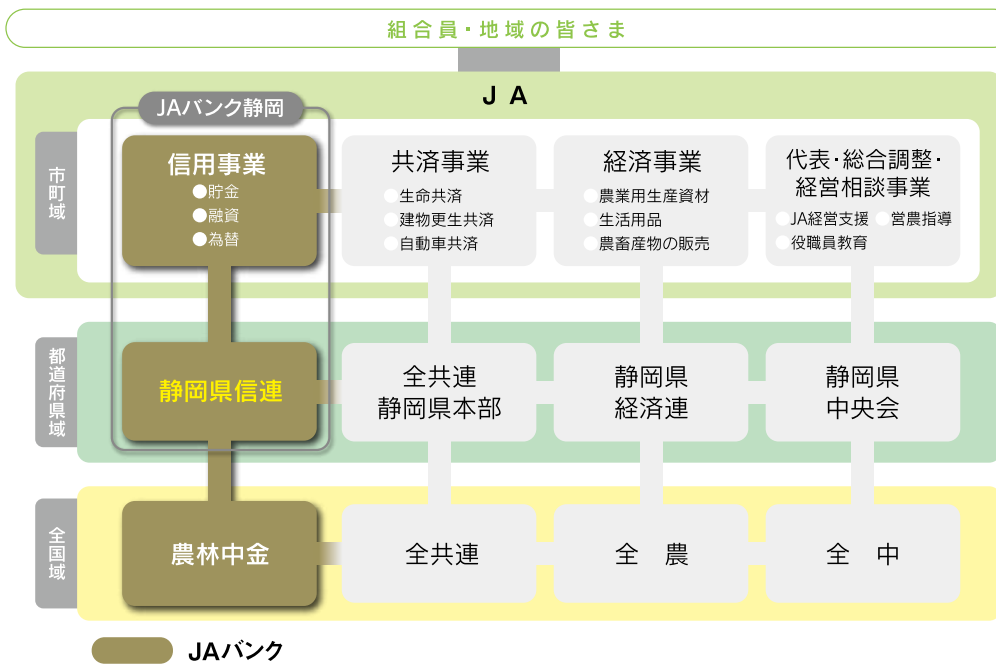 組合員・地域の皆さま
JA
JAバンク静岡
市町域
信用事業
●貯金
●融資
●為替
共済事業
●生命共済
●建物更生共済
●自動車共済
経済事業
●農業用生産資材
●生活用品
●農畜産物の販売
代表・総合調整・
経営相談事業
●JA経営支援 ●営農指導
●役職員教育
都道府県域
静岡県信連
全共連
静岡県本部
静岡県
経済連
静岡県
中央会
全国域
農林中金
全共連
全 農
全 中
JAバンク